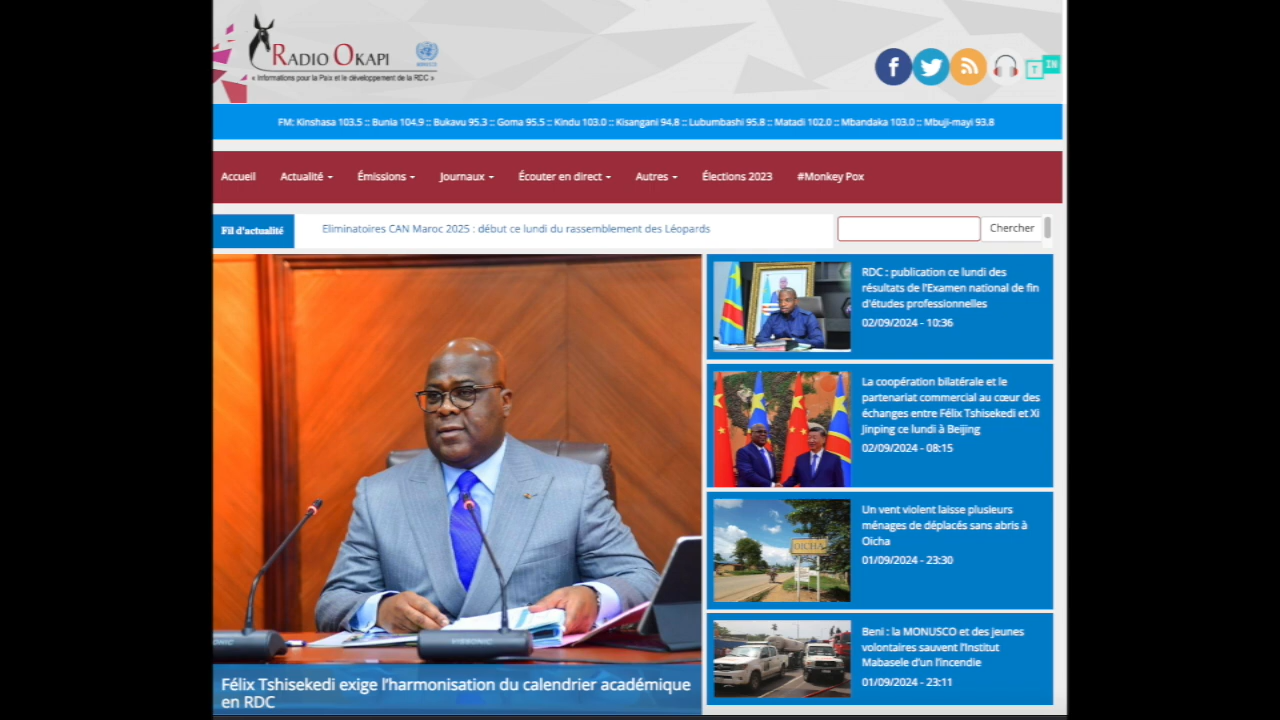 RADIO OKAPI
« Informations pour la Paix et le développement de la RDC »
T IN
FM: Kinshasa 103.5 :: Bunia 104.9 :: Bukavu 95.3 :: Goma 95.5 :: Kindu 103.0 :: Kisangani 94.8 :: Lubumbashi 95.8 :: Matadi 102.0 :: Mbandaka 103.0 :: Mbuji-mayi 93.8
Accueil Actualité Émissions Journaux Écouter en direct Autres Élections 2023 #Monkey Pox
Fil d'actualité Eliminatoires CAN Maroc 2025 : début ce lundi du rassemblement des Léopards Chercher
VISSONIC
Félix Tshisekedi exige l'harmonisation du calendrier académique
en RDC
RDC : publication ce lundi des
résultats de l'Examen national de fin
d'études professionnelles
02/09/2024 - 10:36
La coopération bilatérale et le
partenariat commercial au cœur des
échanges entre Félix Tshisekedi et Xi
Jinping ce lundi à Beijing
02/09/2024 - 08:15
OICHA
Un vent violent laisse plusieurs
ménages de déplacés sans abris à
Oicha
01/09/2024 - 23:30
Beni : la MONUSCO et des jeunes
volontaires sauvent l'Institut
Mabasele d'un l'incendie
01/09/2024 - 23:11